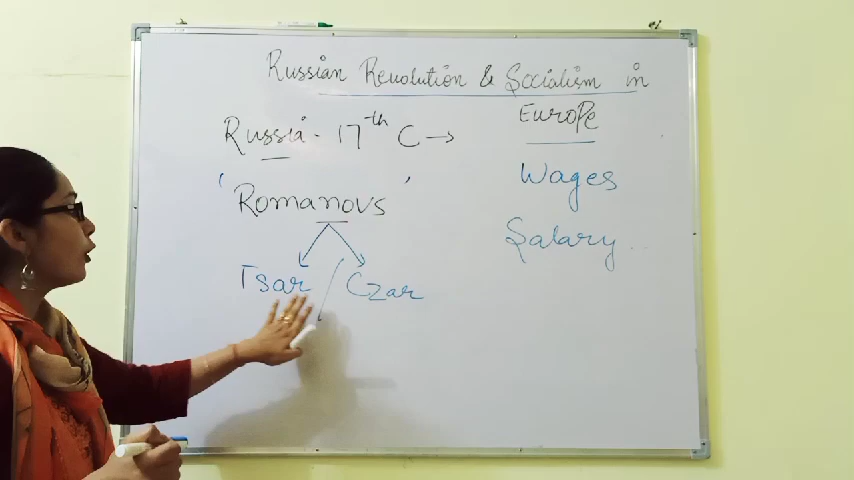 Russian Revolution & Socialism in
Europe
Russia - 17th C →
'Romanovs'
Tsar / Czar
Wages
Salary ..